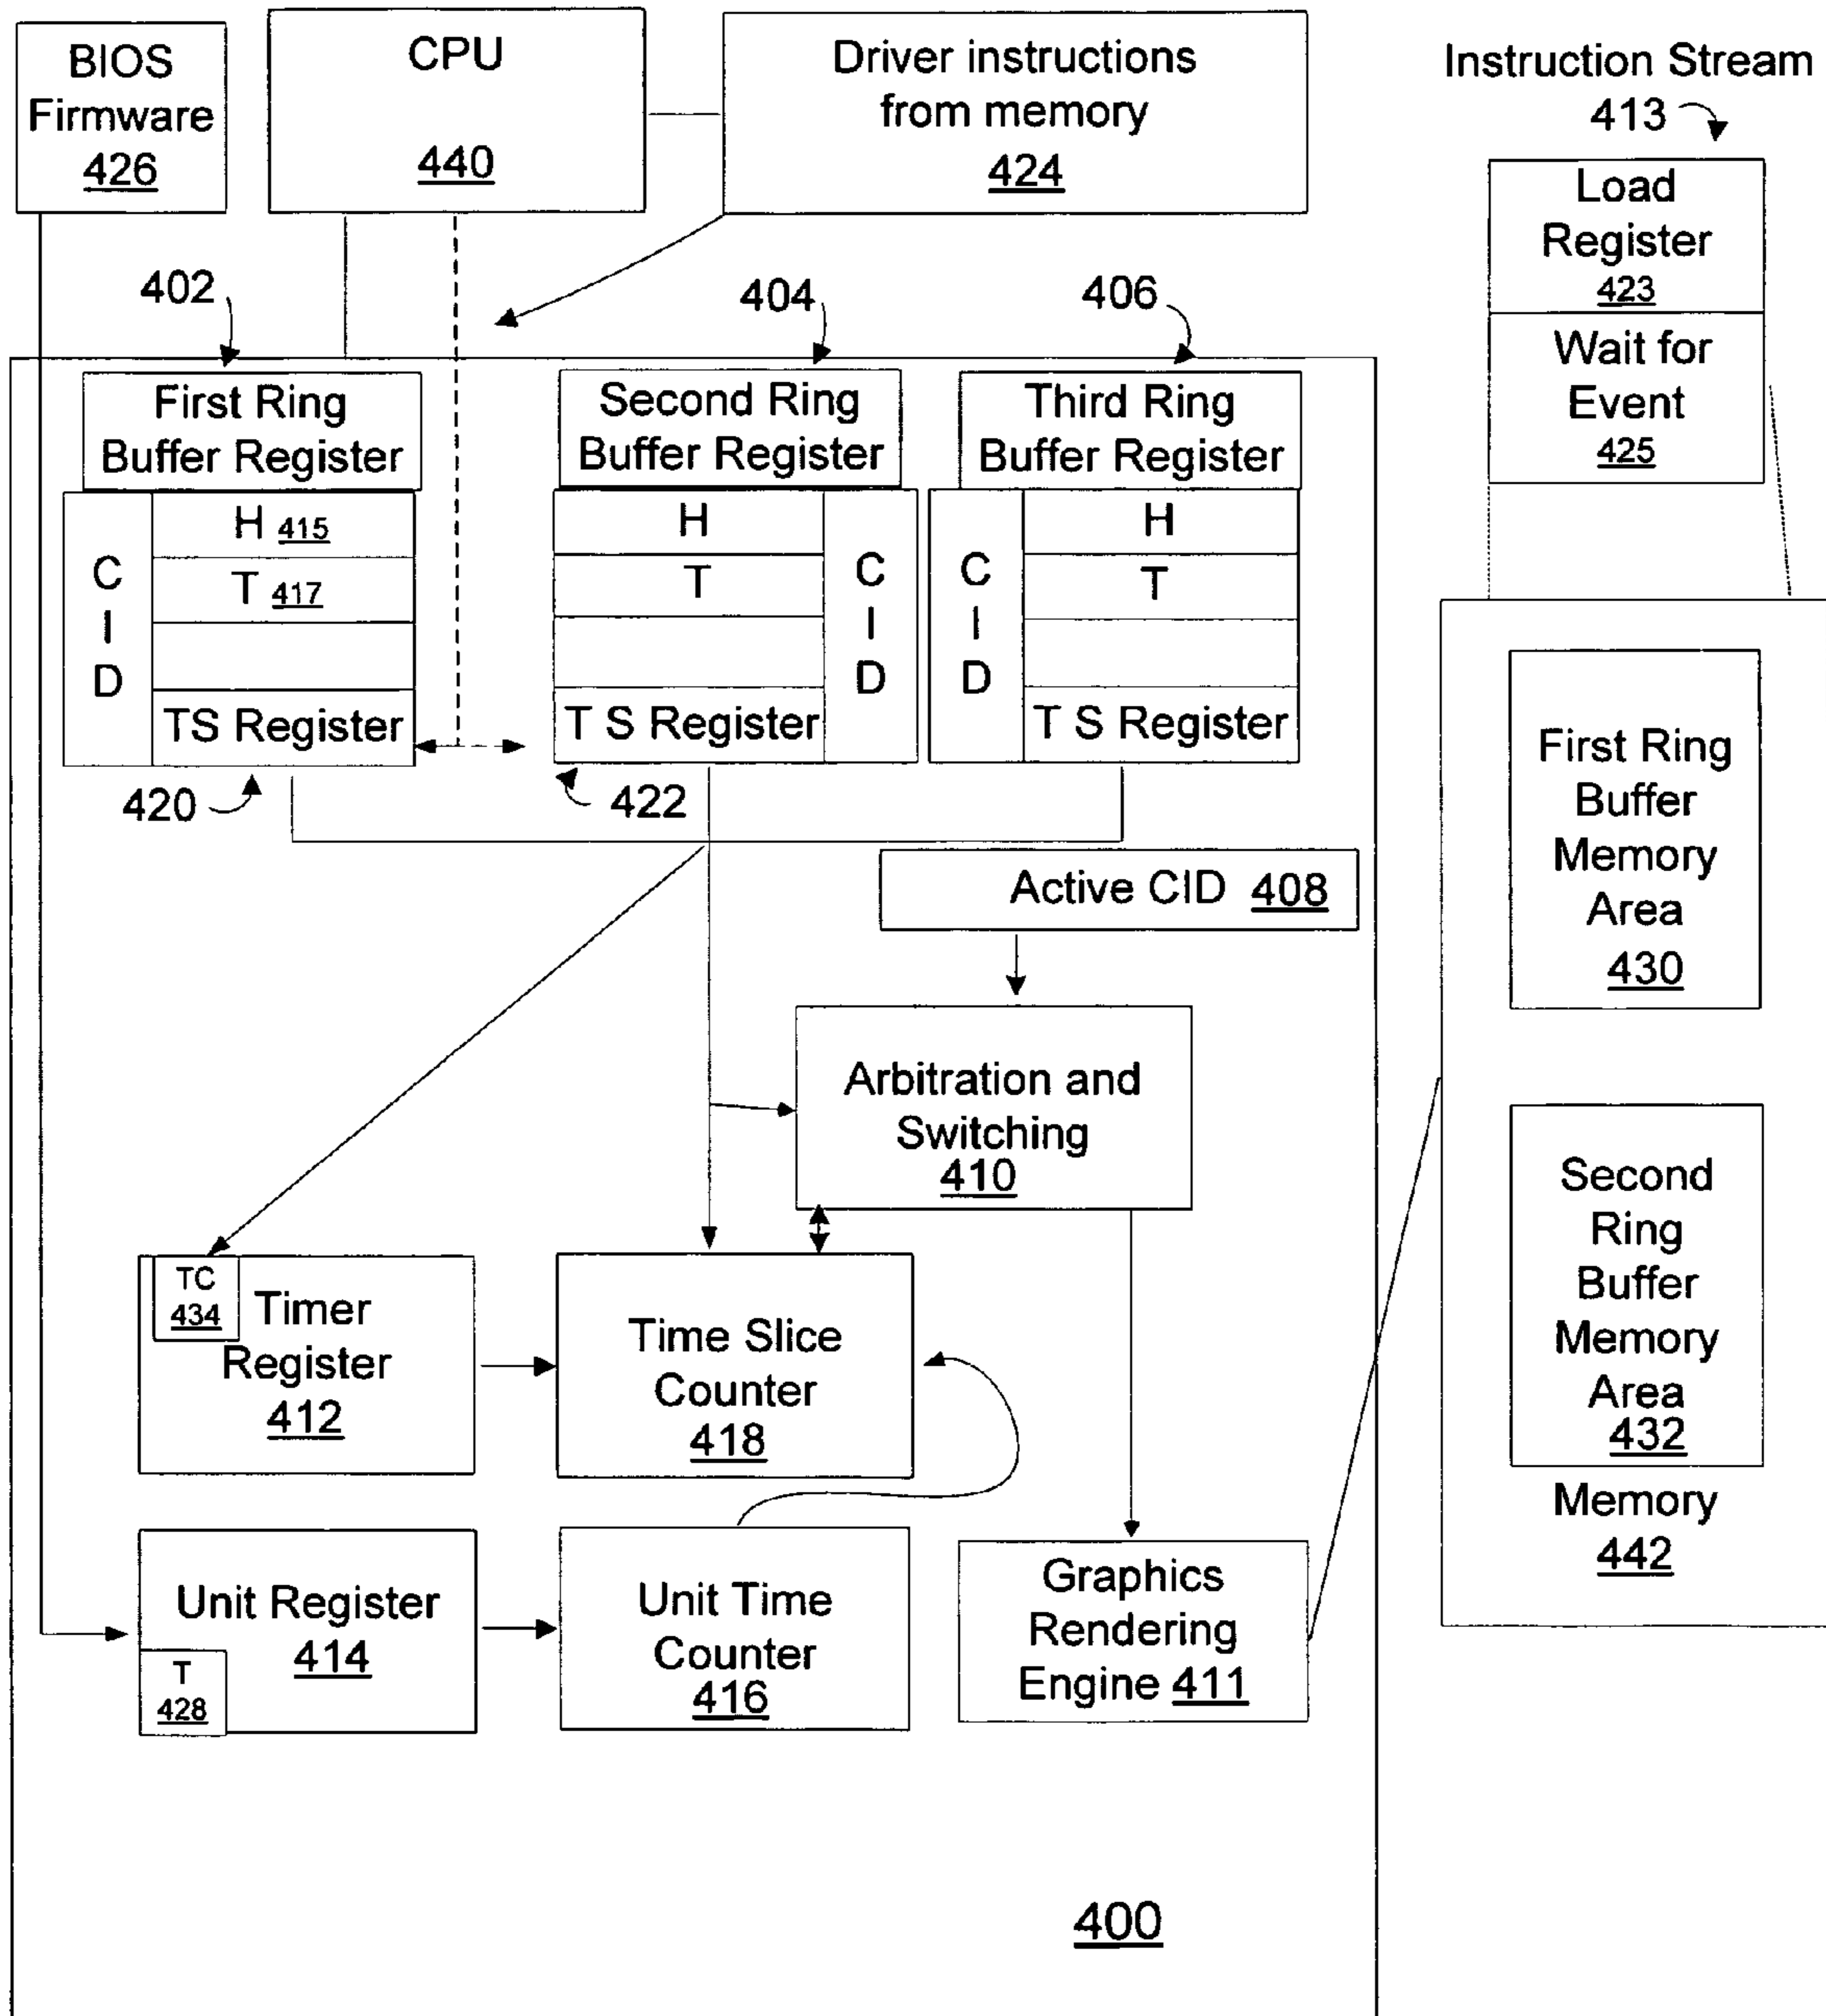 BIOS
Firmware
426
CPU
440
Driver instructions
from memory
424
Instruction Stream
413
Load
Register
423
Wait for
Event
425
402
404
406
First Ring
Buffer Register
C
I
D
H 415
T 417
TS Register
420
Second Ring
Buffer Register
H
T
T S Register
C
I
D
422
Third Ring
Buffer Register
C
I
D
H
T
T S Register
Active CID 408
Arbitration and
Switching
410
TC
434
Timer
Register
412
Time Slice
Counter
418
Unit Register
414
T
428
Unit Time
Counter
416
Graphics
Rendering
Engine 411
First Ring
Buffer
Memory
Area
430
Second
Ring
Buffer
Memory
Area
432
Memory
442
400